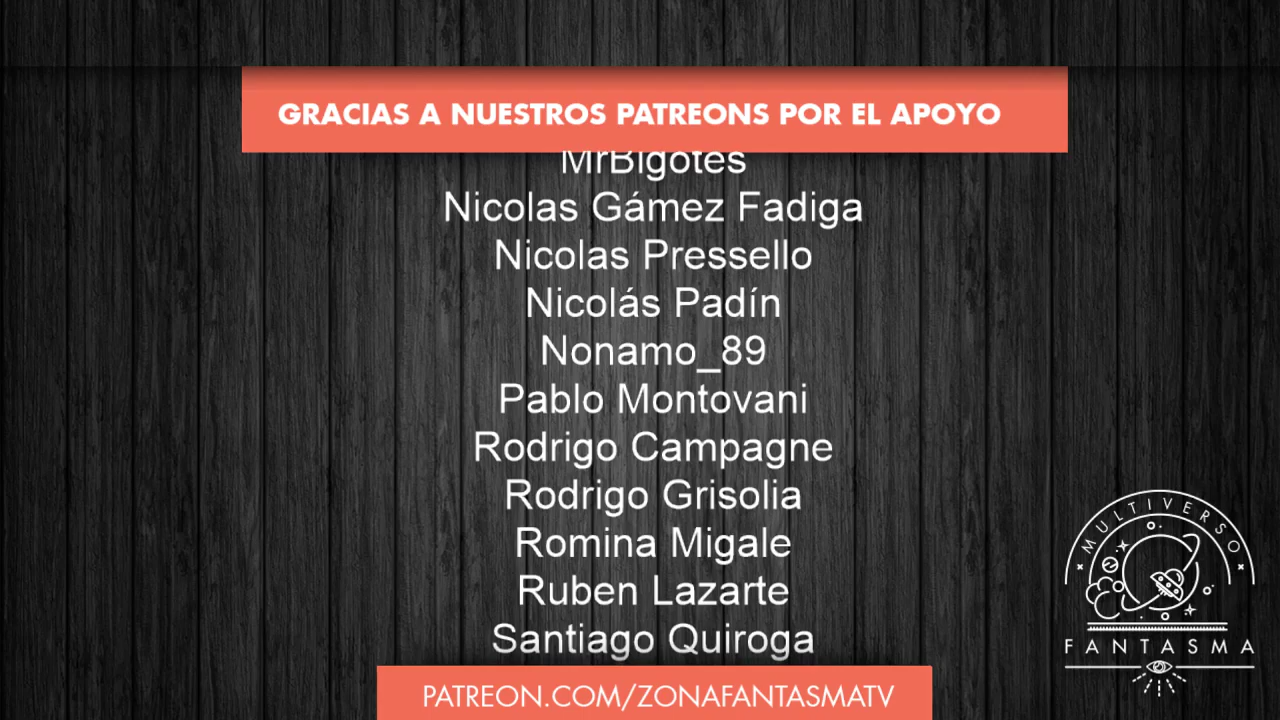 GRACIAS A NUESTROS PATREONS POR EL APOYO
MrBigotes
Nicolas Gámez Fadiga
Nicolas Pressello
Nicolás Padín
Nonamo_89
Pablo Montovani
Rodrigo Campagne
Rodrigo Grisolia
Romina Migale
Ruben Lazarte
Santiago Quiroga
MULTIVERSO
FANTASMA
PATREON.COM/ZONAFANTASMATV